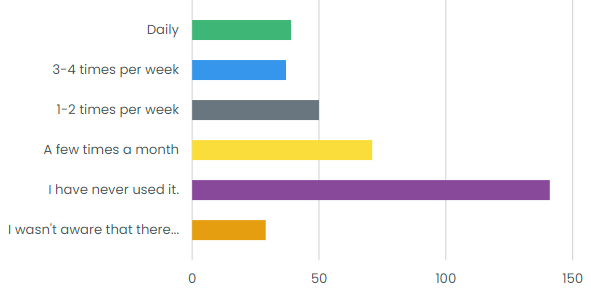 Daily
3-4 times per week
1-2 times per week
A few times a month
I have never used it.
I wasn't aware that there...
0 50 100 150